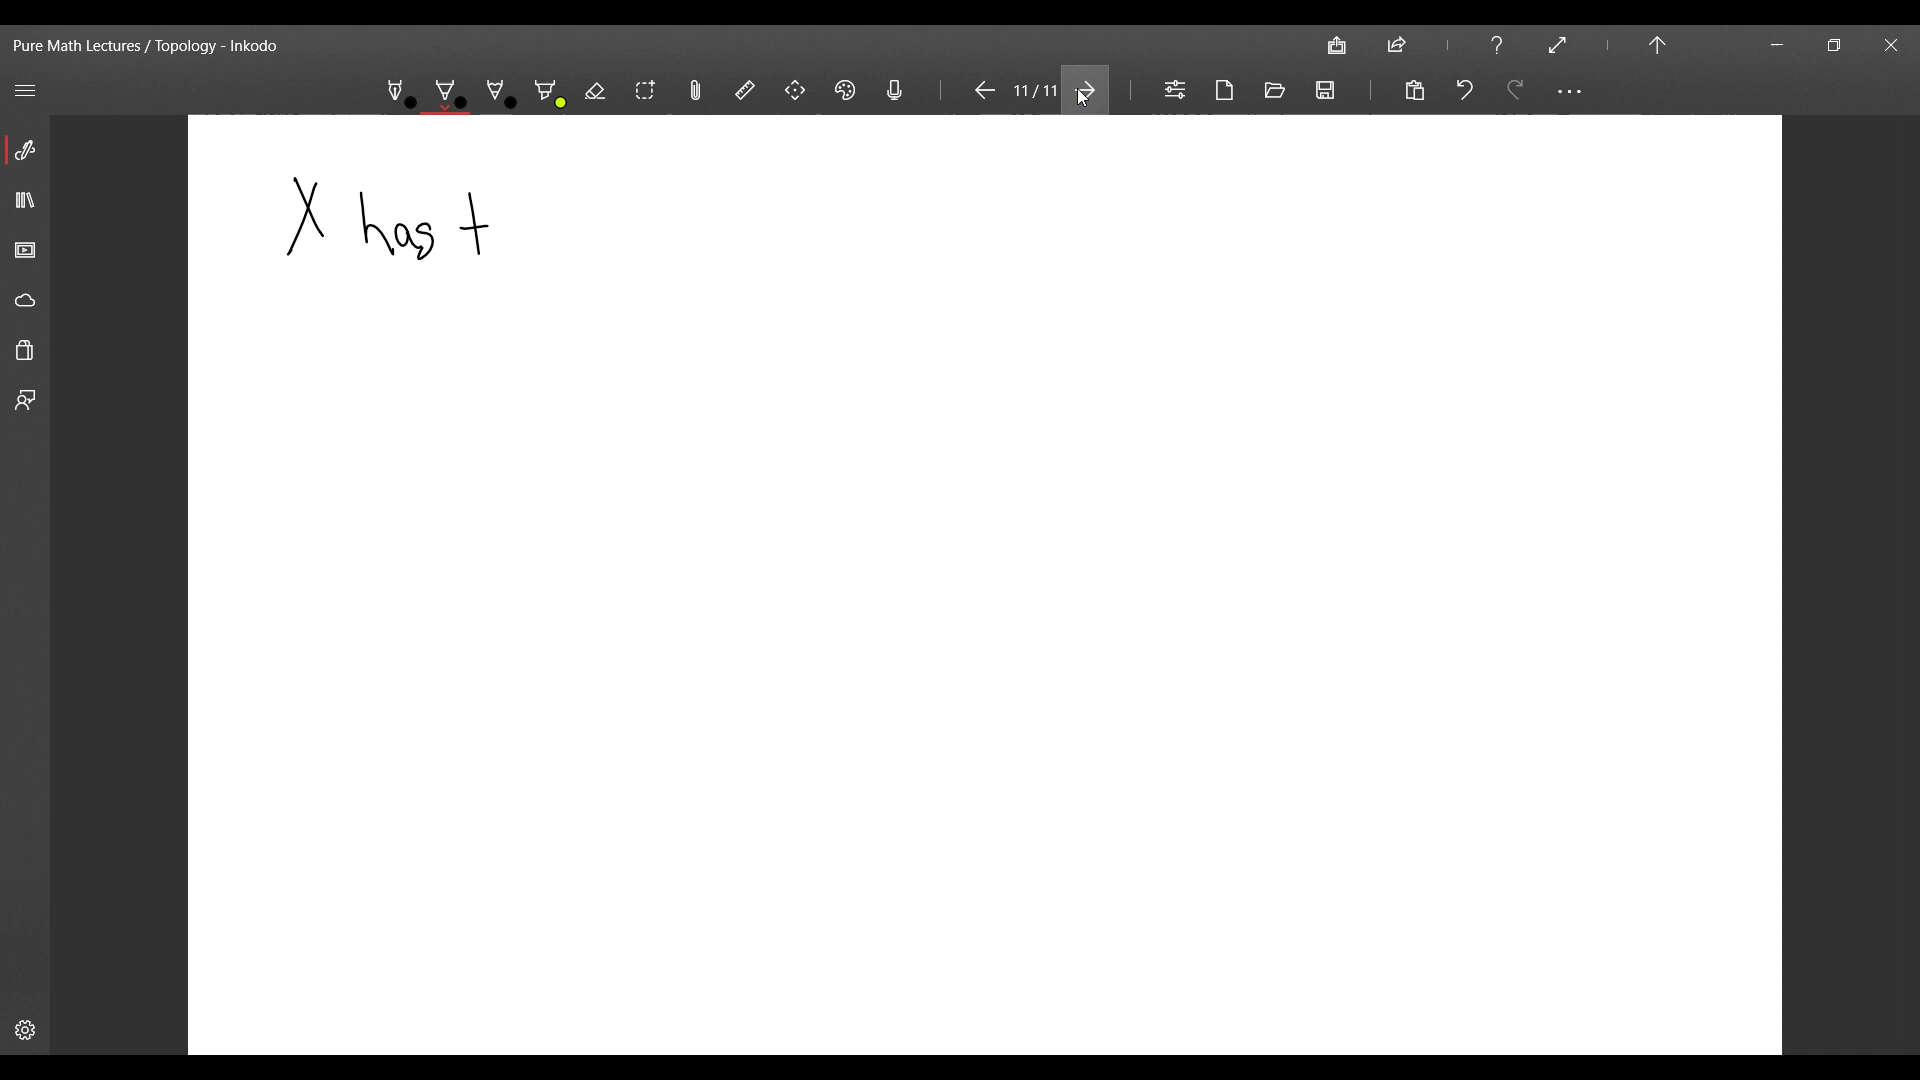 Pure Math Lectures / Topology - Inkodo
11 / 11
X has t